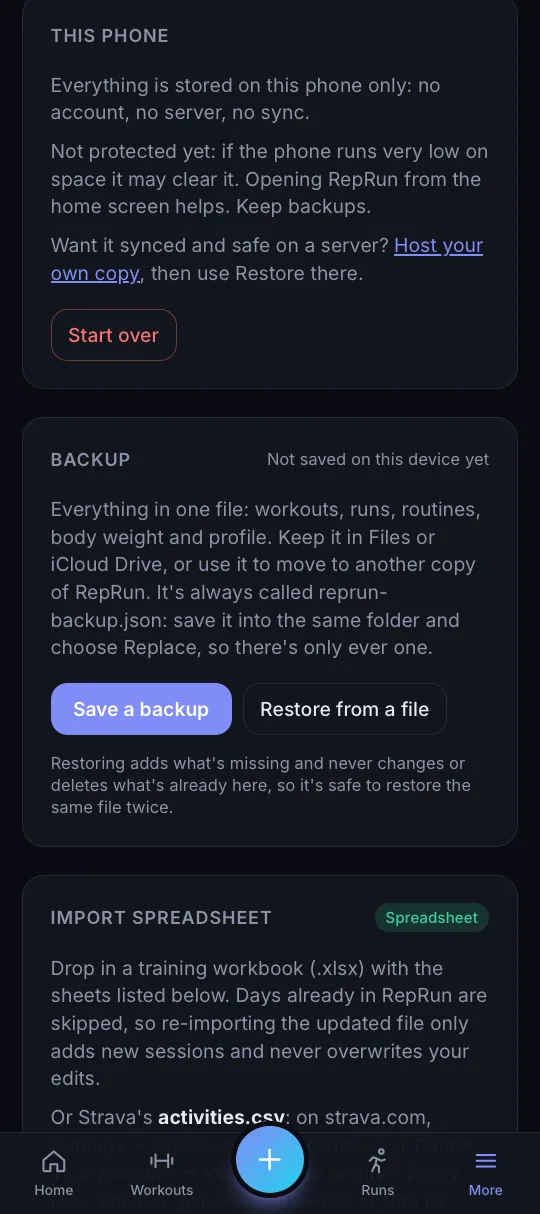 THIS PHONE
Everything is stored on this phone only: no
account, no server, no sync.
Not protected yet: if the phone runs very low on
space it may clear it. Opening RepRun from the
home screen helps. Keep backups.
Want it synced and safe on a server? Host your
own copy, then use Restore there.
Start over
BACKUP
Not saved on this device yet
Everything in one file: workouts, runs, routines,
body weight and profile. Keep it in Files or
iCloud Drive, or use it to move to another copy
of RepRun. It's always called reprun-
backup.json: save it into the same folder and
choose Replace, so there's only ever one.
Save a backup
Restore from a file
Restoring adds what's missing and never changes or
deletes what's already here, so it's safe to restore the
same file twice.
IMPORT SPREADSHEET
Spreadsheet
Drop in a training workbook (.xlsx) with the
sheets listed below. Days already in RepRun are
skipped, so re-importing the updated file only
adds new sessions and never overwrites your
edits.
Or Strava's activities.csv: on strava.com,
Home
Workouts
Runs
More